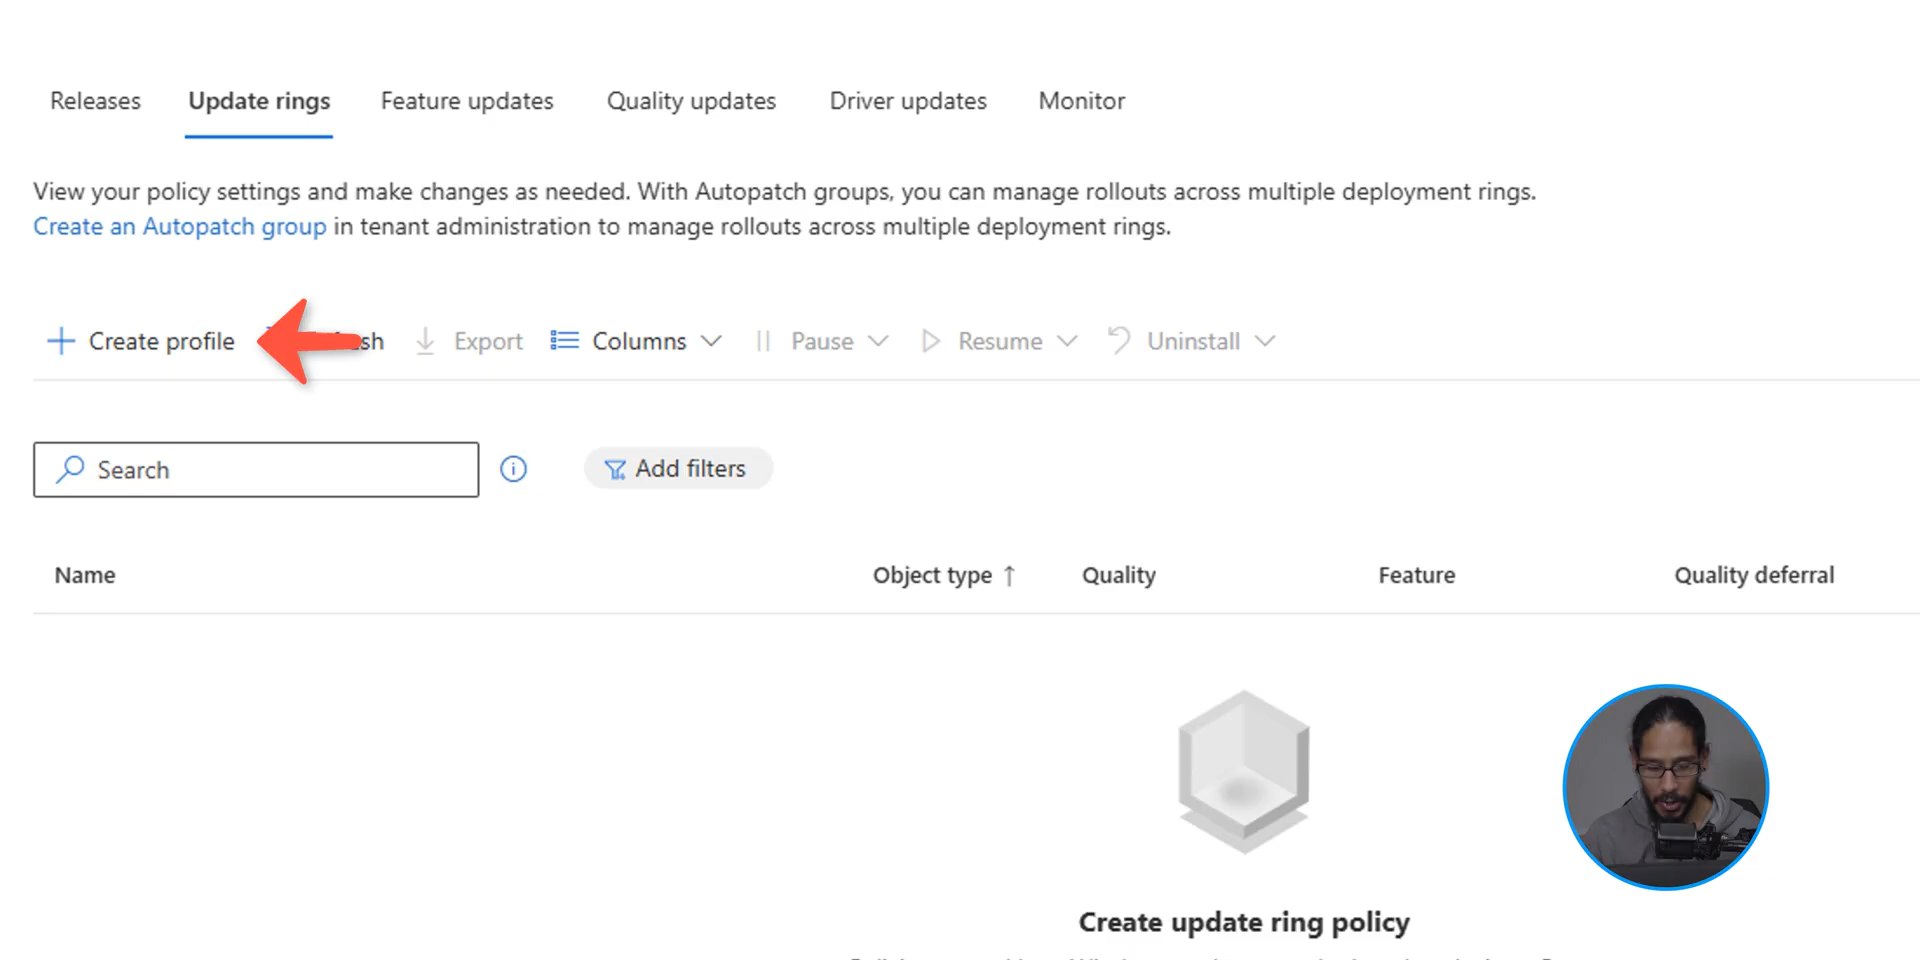 Releases Update rings Feature updates Quality updates Driver updates Monitor
View your policy settings and make changes as needed. With Autopatch groups, you can manage rollouts across multiple deployment rings.
Create an Autopatch group in tenant administration to manage rollouts across multiple deployment rings.
Create profile Export Columns Pause Resume Uninstall
Search Add filters
Name Object type ↑ Quality Feature Quality deferral
Create update ring policy